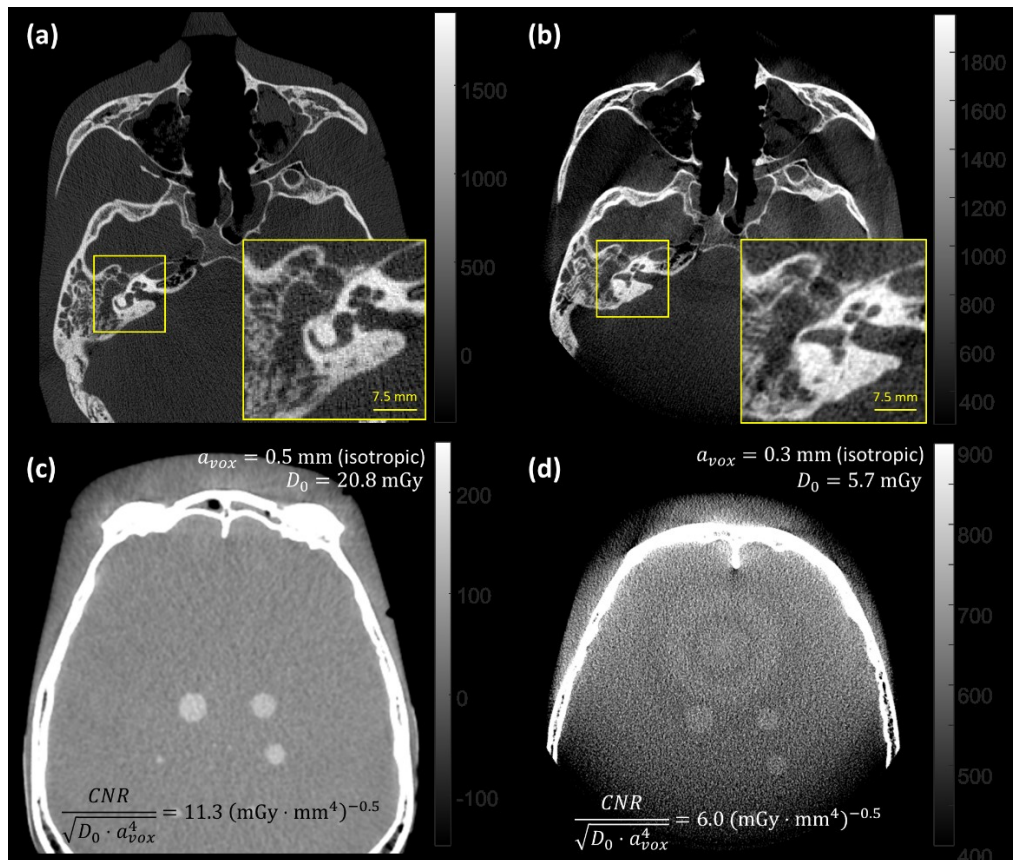 (a)
1500
1000
500
0
7.5 mm
(b)
1800
1600
1400
1200
1000
800
600
400
7.5 mm
(c)
a_vox = 0.5 mm (isotropic)
D_0 = 20.8 mGy
200
100
0
-100
CNR / √(D_0 · a_vox^4) = 11.3 (mGy · mm^4)^−0.5
(d)
a_vox = 0.3 mm (isotropic)
D_0 = 5.7 mGy
900
800
700
600
500
400
CNR / √(D_0 · a_vox^4) = 6.0 (mGy · mm^4)^−0.5